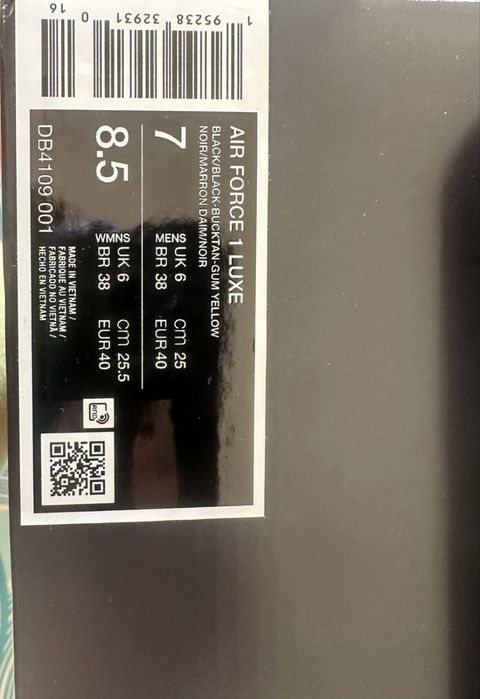 AIR FORCE 1 LUXE
BLACK/BLACK-BUCKTAN-GUM YELLOW
NOIR/MARRON DAIM/NOIR
7
MENS UK 6 CM 25
BR 38 EUR 40
8.5
WMNS UK 6 CM 25.5
BR 38 EUR 40
DB4109 001
MADE IN VIETNAM /
FABRIQUE AU VIETNAM /
FABRICADO NO VIETNÃ /
HECHO EN VIETNAM
RFID
1 95238 32931 0 16